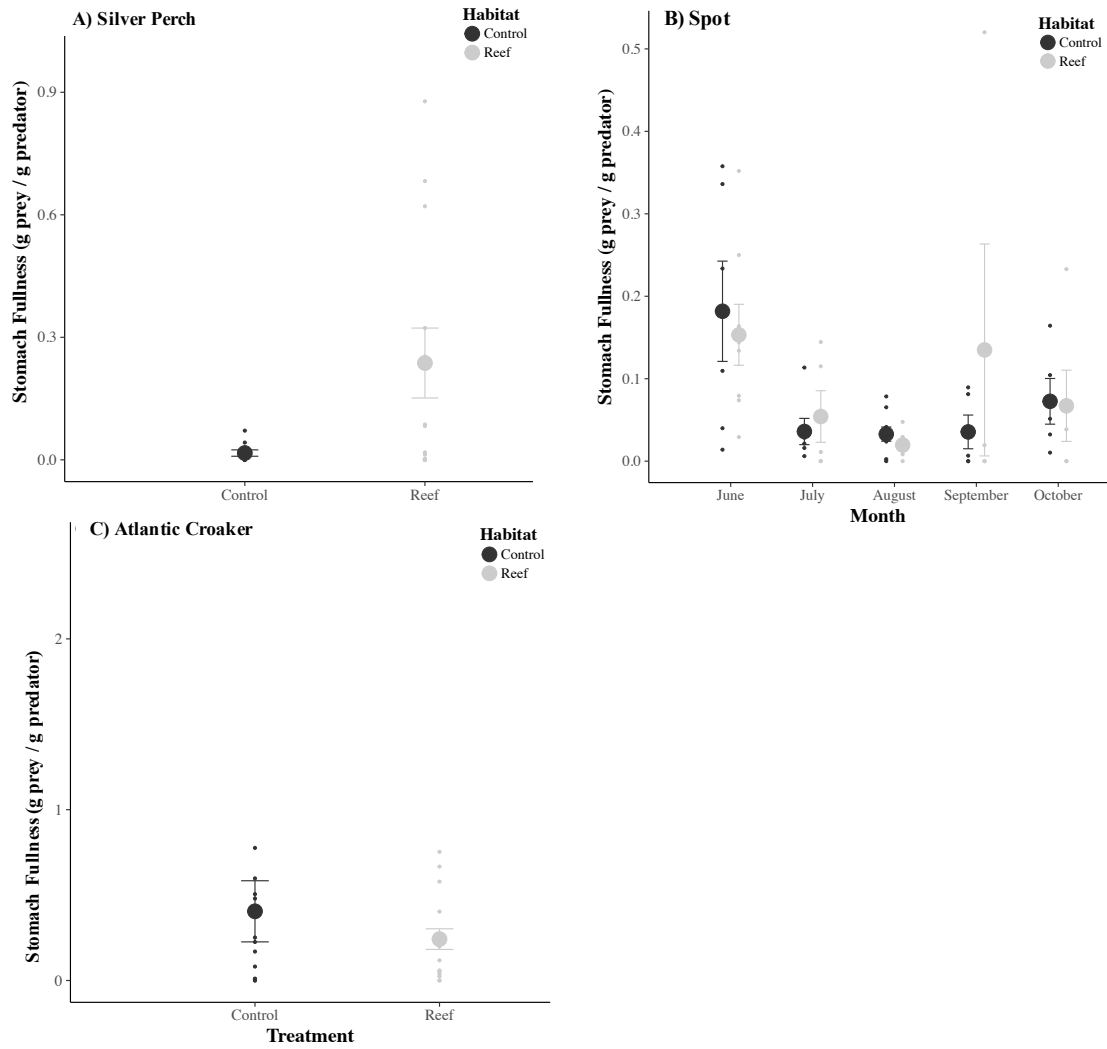 A) Silver Perch
Habitat
Control
Reef
Stomach Fullness (g prey / g predator)
0.9
0.6
0.3
0.0
Control
Reef
B) Spot
Habitat
Control
Reef
Stomach Fullness (g prey / g predator)
0.5
0.4
0.3
0.2
0.1
0.0
June
July
August
September
October
Month
C) Atlantic Croaker
Habitat
Control
Reef
Stomach Fullness (g prey / g predator)
2
1
0
Control
Reef
Treatment